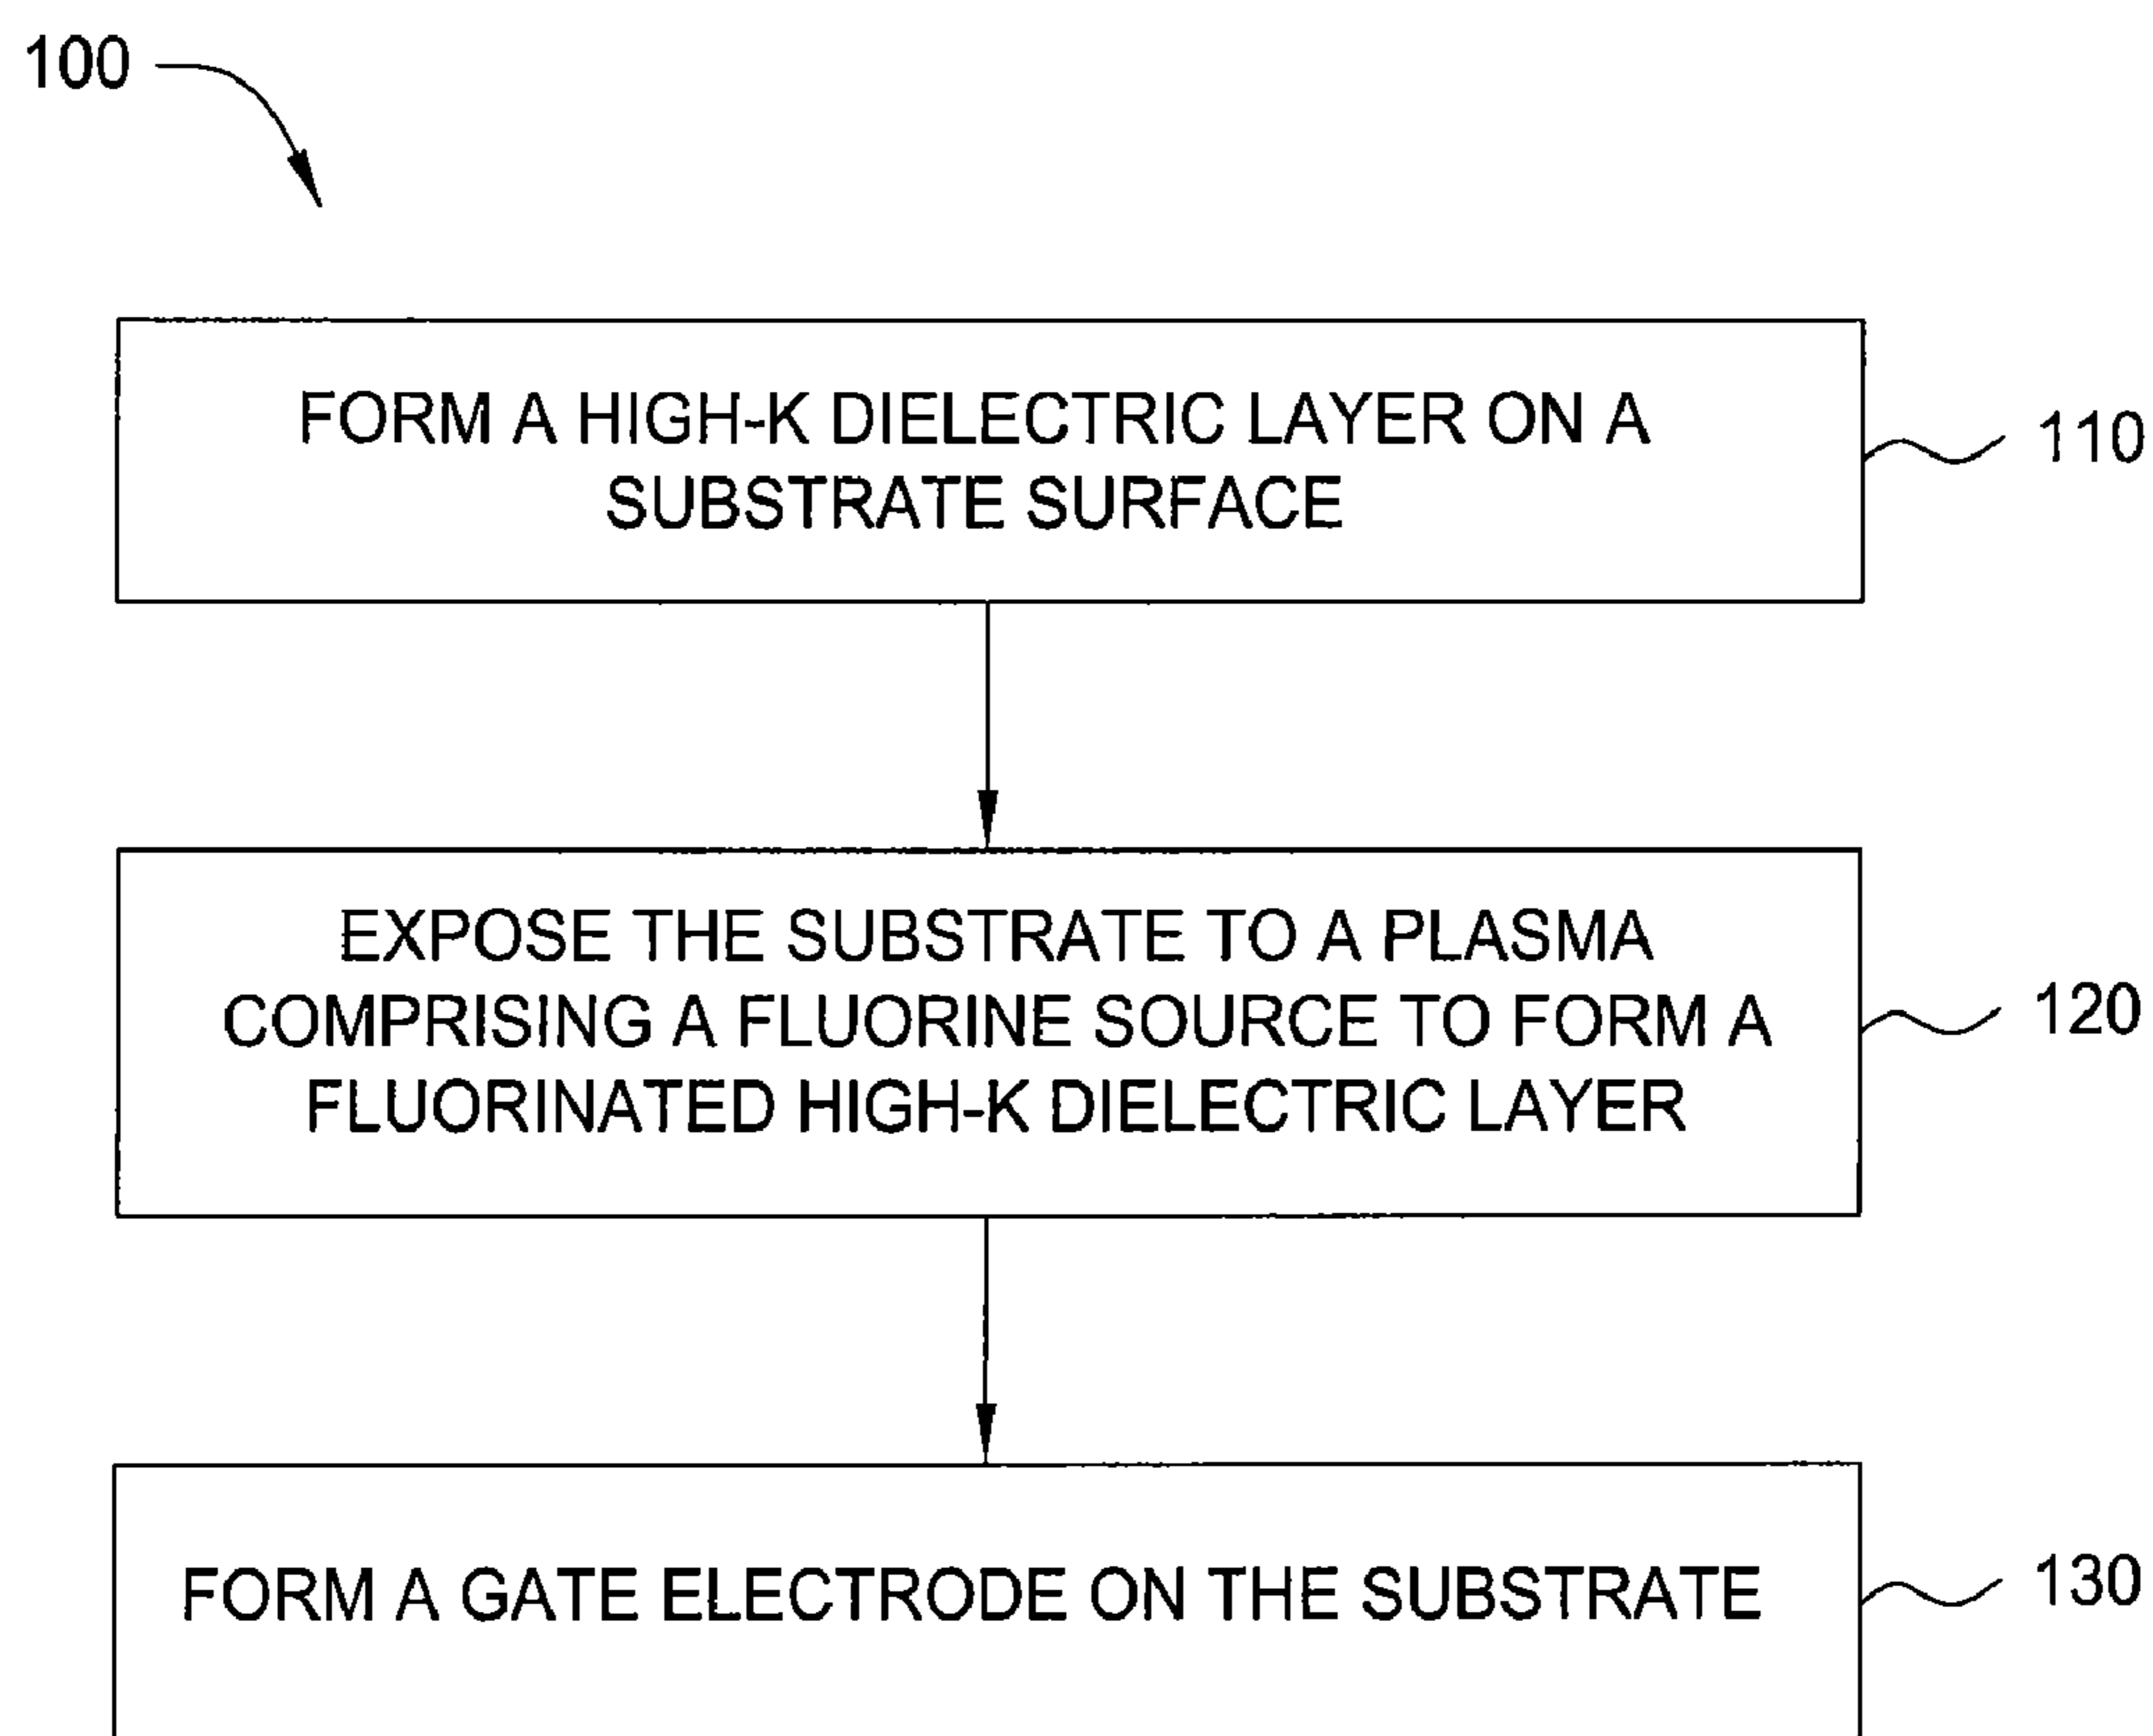 100
FORM A HIGH-K DIELECTRIC LAYER ON A
SUBSTRATE SURFACE
110
EXPOSE THE SUBSTRATE TO A PLASMA
COMPRISING A FLUORINE SOURCE TO FORM A
FLUORINATED HIGH-K DIELECTRIC LAYER
120
FORM A GATE ELECTRODE ON THE SUBSTRATE
130